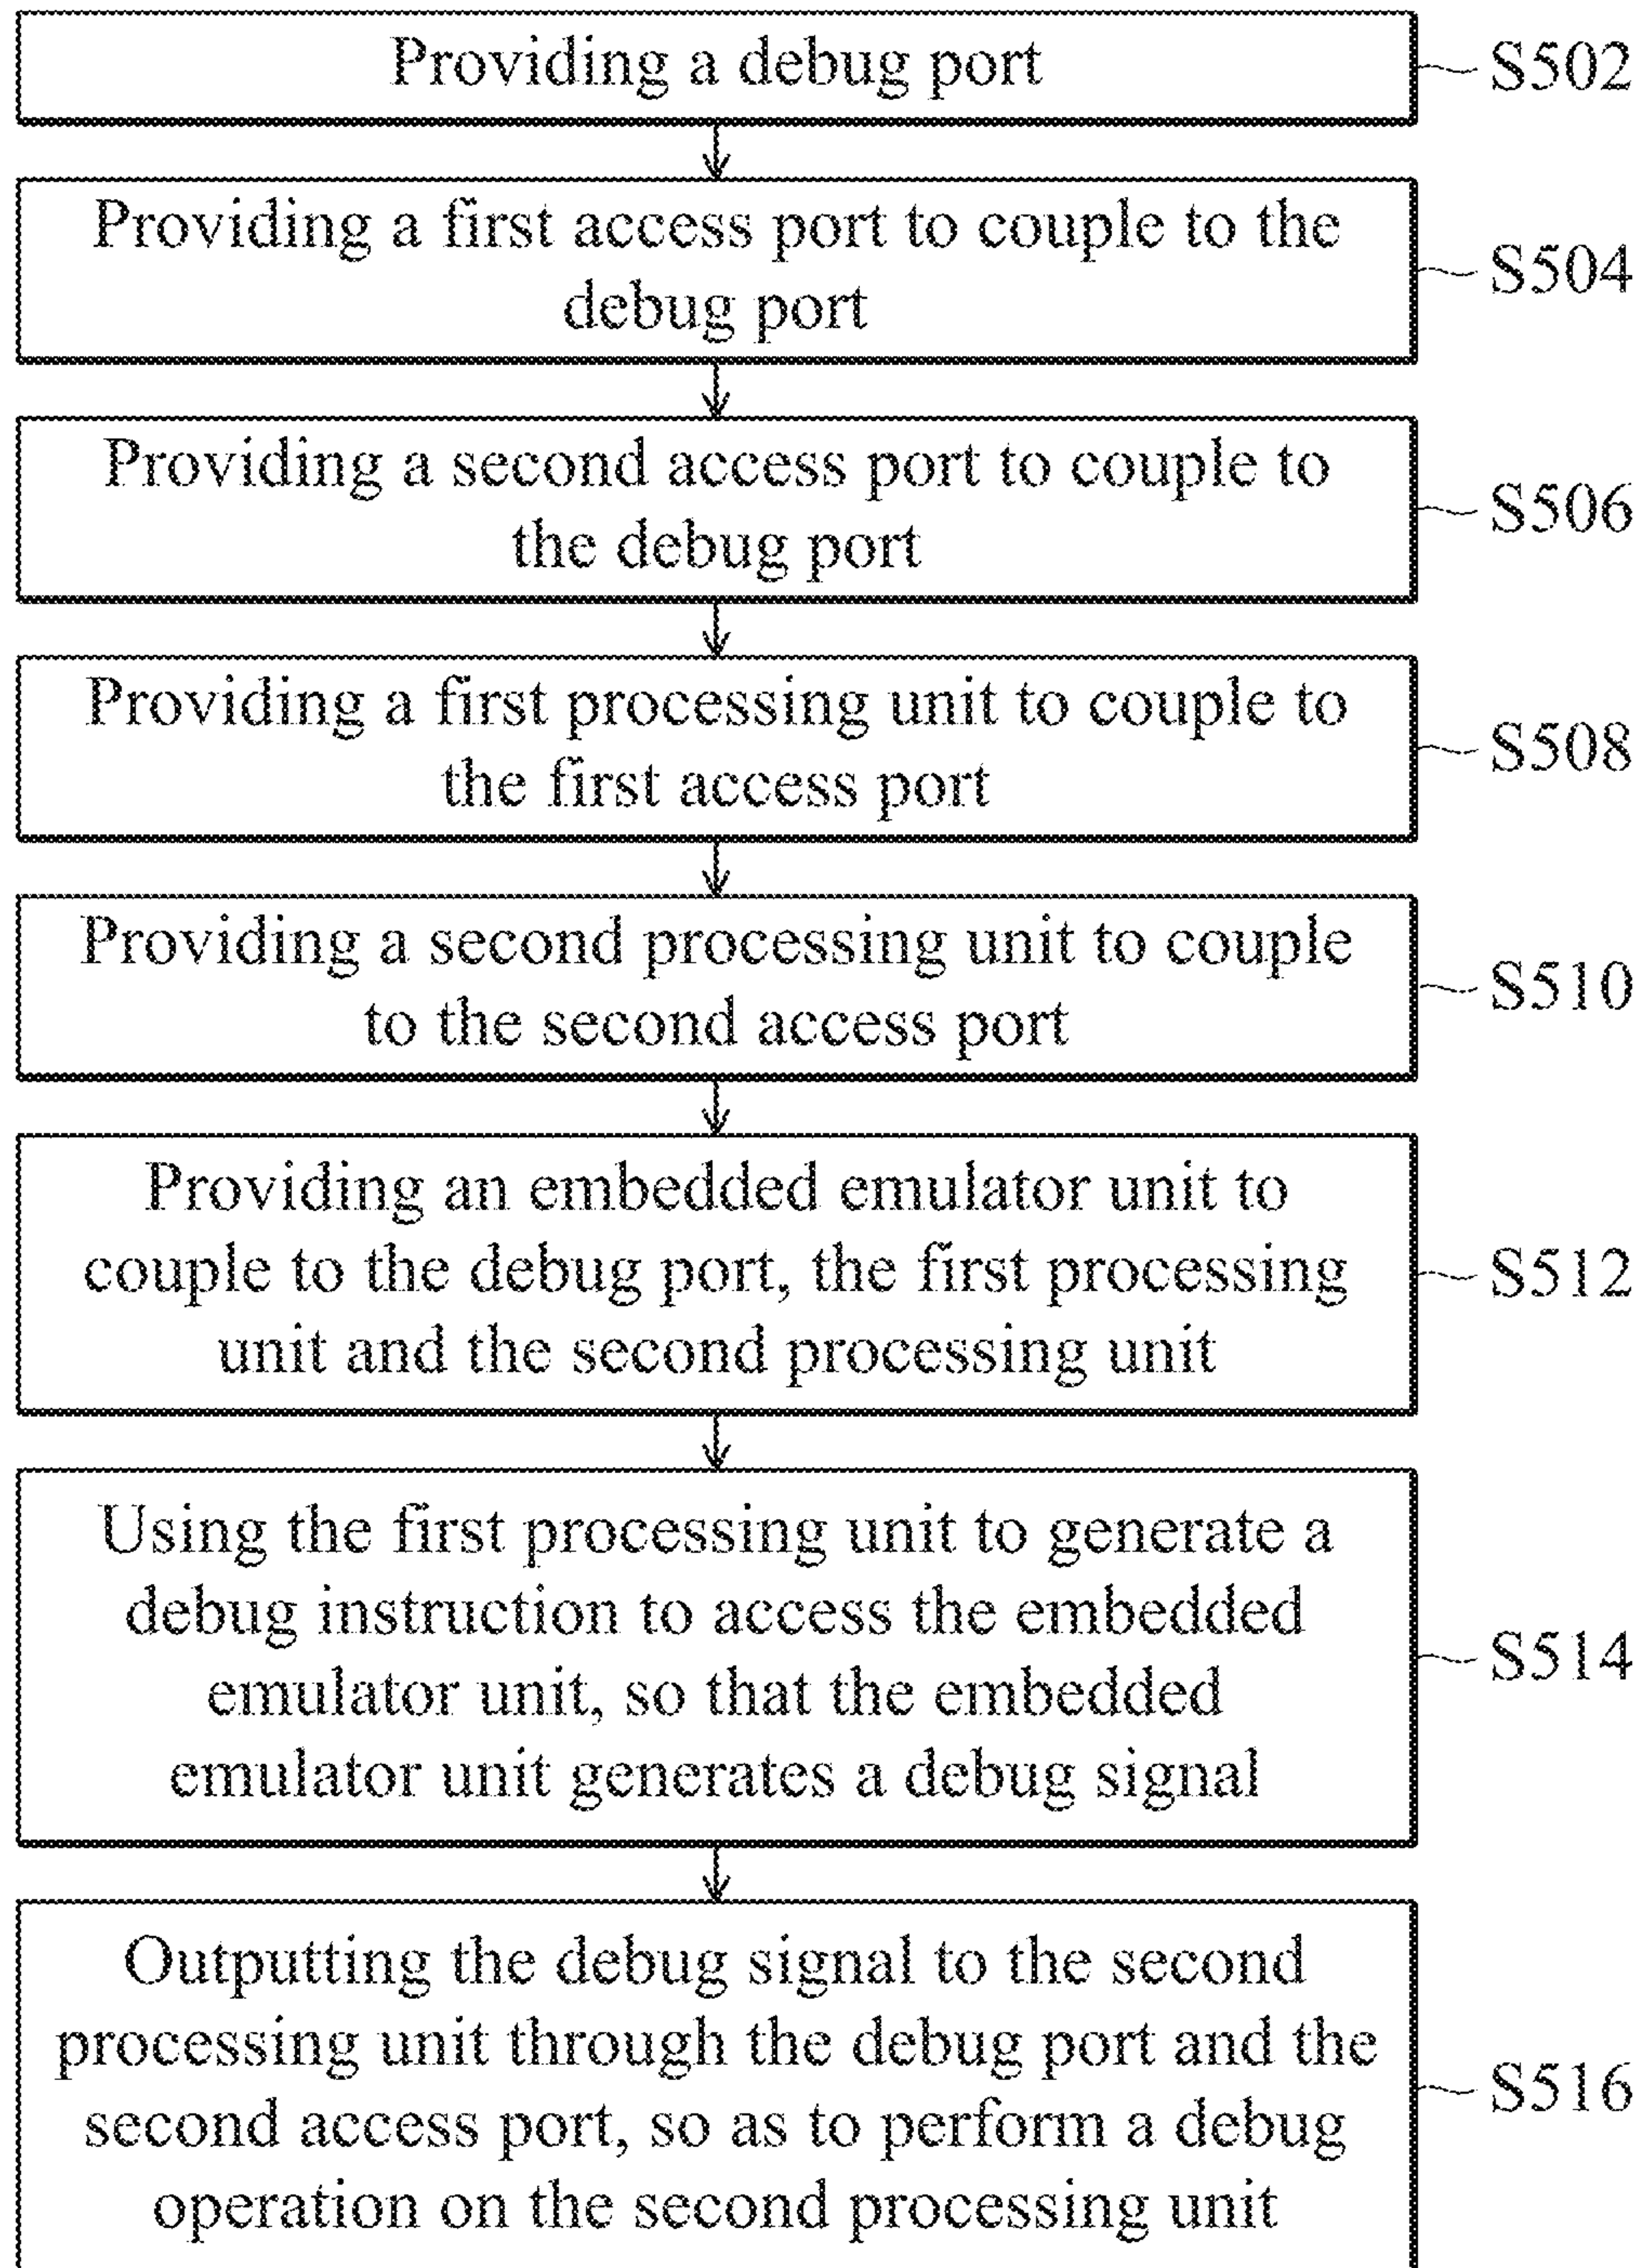 Providing a debug port
S502
Providing a first access port to couple to the
debug port
S504
Providing a second access port to couple to
the debug port
S506
Providing a first processing unit to couple to
the first access port
S508
Providing a second processing unit to couple
to the second access port
S510
Providing an embedded emulator unit to
couple to the debug port, the first processing
unit and the second processing unit
S512
Using the first processing unit to generate a
debug instruction to access the embedded
emulator unit, so that the embedded
emulator unit generates a debug signal
S514
Outputting the debug signal to the second
processing unit through the debug port and the
second access port, so as to perform a debug
operation on the second processing unit
S516